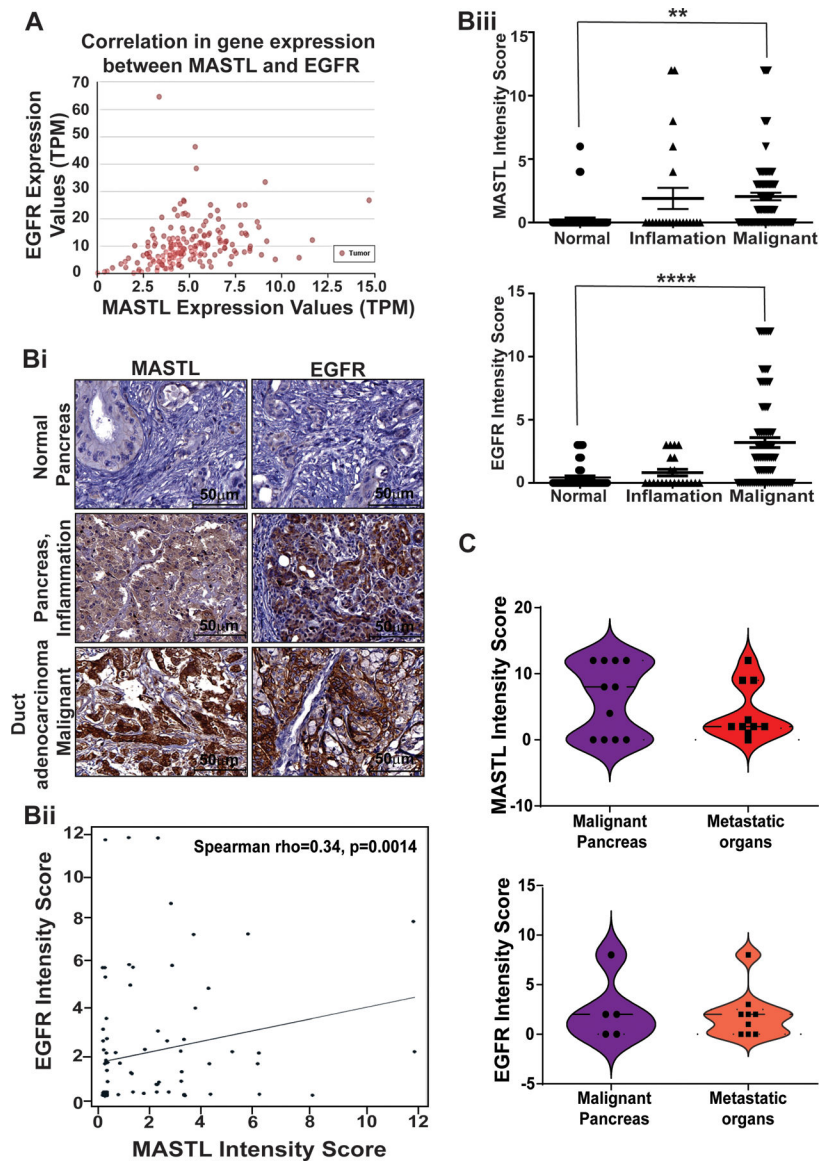 A
Correlation in gene expression
between MASTL and EGFR
EGFR Expression
Values (TPM)
70
60
50
40
30
20
10
0
0.0
2.5
5.0
7.5
10.0
12.5
15.0
Tumor
MASTL Expression Values (TPM)
Bi
MASTL
EGFR
Normal
Pancreas
50µm
50µm
Pancreas,
Inflammation
50µm
50µm
Duct
adenocarcinoma
Malignant
50µm
50µm
Bii
Spearman rho=0.34, p=0.0014
EGFR Intensity Score
12
10
8
6
4
2
0
0
2
4
6
8
10
12
MASTL Intensity Score
Biii
**
MASTL Intensity Score
15
10
5
0
Normal
Inflamation
Malignant
****
EGFR Intensity Score
15
10
5
0
Normal
Inflamation
Malignant
C
MASTL Intensity Score
20
10
0
-10
Malignant
Pancreas
Metastatic
organs
EGFR Intensity Score
15
10
5
0
-5
Malignant
Pancreas
Metastatic
organs